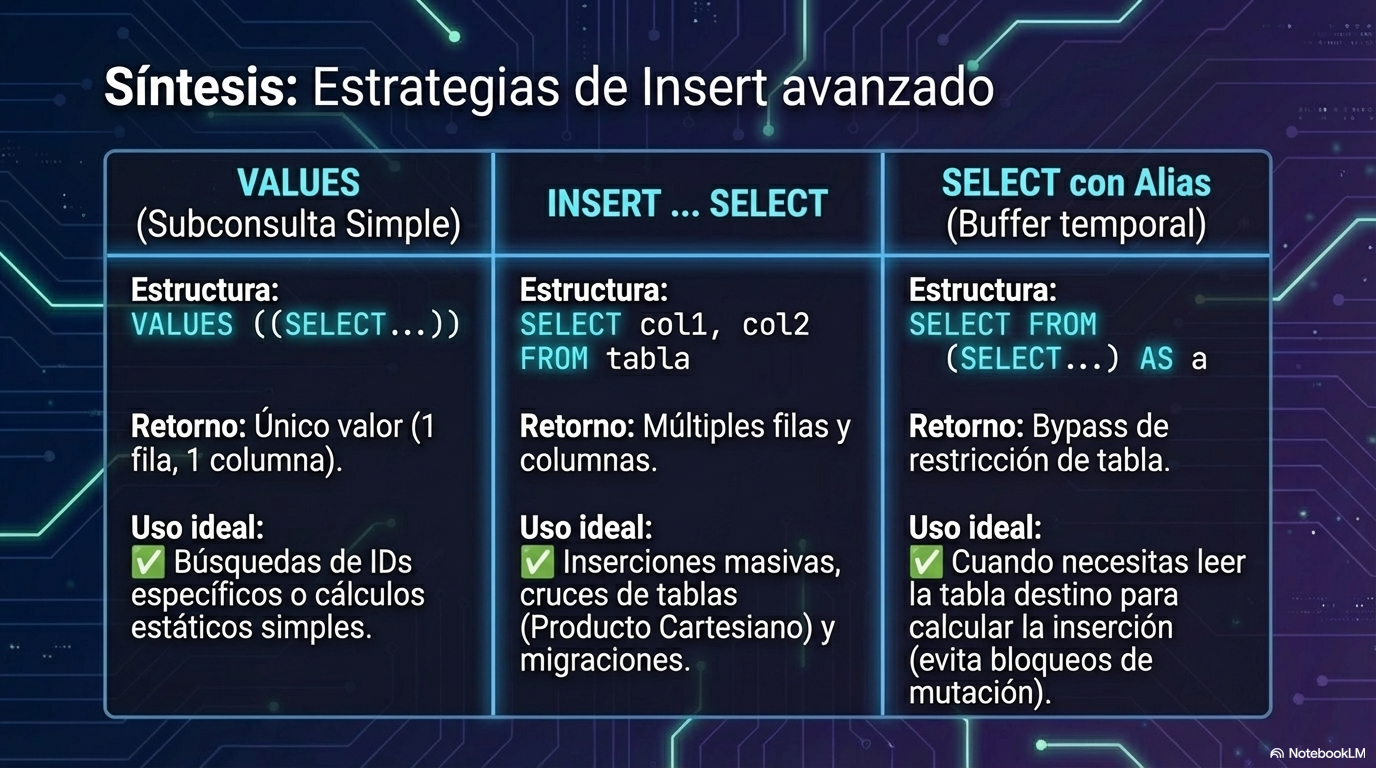 Síntesis: Estrategias de Insert avanzado
VALUES
(Subconsulta Simple)
Estructura:
VALUES ((SELECT...))
Retorno: Único valor (1
fila, 1 columna).
Uso ideal:
✅ Búsquedas de IDs
específicos o cálculos
estáticos simples.
INSERT ... SELECT
Estructura:
SELECT col1, col2
FROM tabla
Retorno: Múltiples filas y
columnas.
Uso ideal:
✅ Inserciones masivas,
cruces de tablas
(Producto Cartesiano) y
migraciones.
SELECT con Alias
(Buffer temporal)
Estructura:
SELECT FROM
(SELECT...) AS a
Retorno: Bypass de
restricción de tabla.
Uso ideal:
✅ Cuando necesitas leer
la tabla destino para
calcular la inserción
(evita bloqueos de
mutación).
NotebookLM